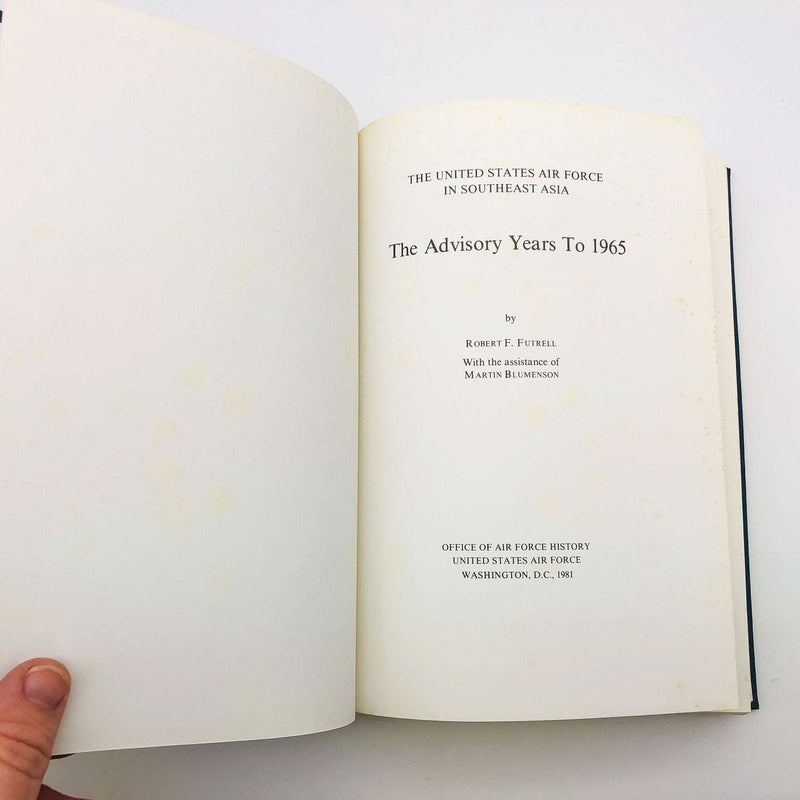 THE UNITED STATES AIR FORCE
IN SOUTHEAST ASIA
The Advisory Years To 1965
by
ROBERT F. FUTRELL
With the assistance of
MARTIN BLUMENSON
OFFICE OF AIR FORCE HISTORY
UNITED STATES AIR FORCE
WASHINGTON, D.C., 1981